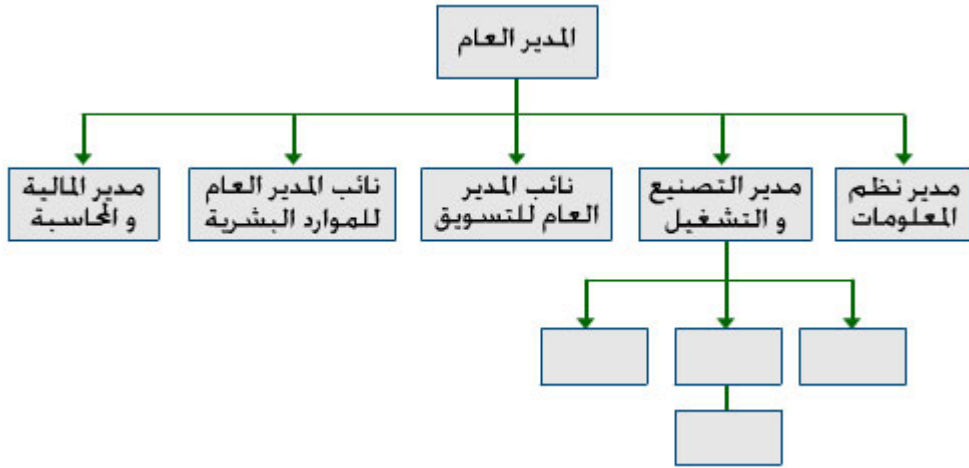 المدير العام
مدير نظم
المعلومات
مدير التصنيع
و التشغيل
نائب المدير
العام للتسويق
نائب المدير العام
للموارد البشرية
مدير المالية
و المحاسبة